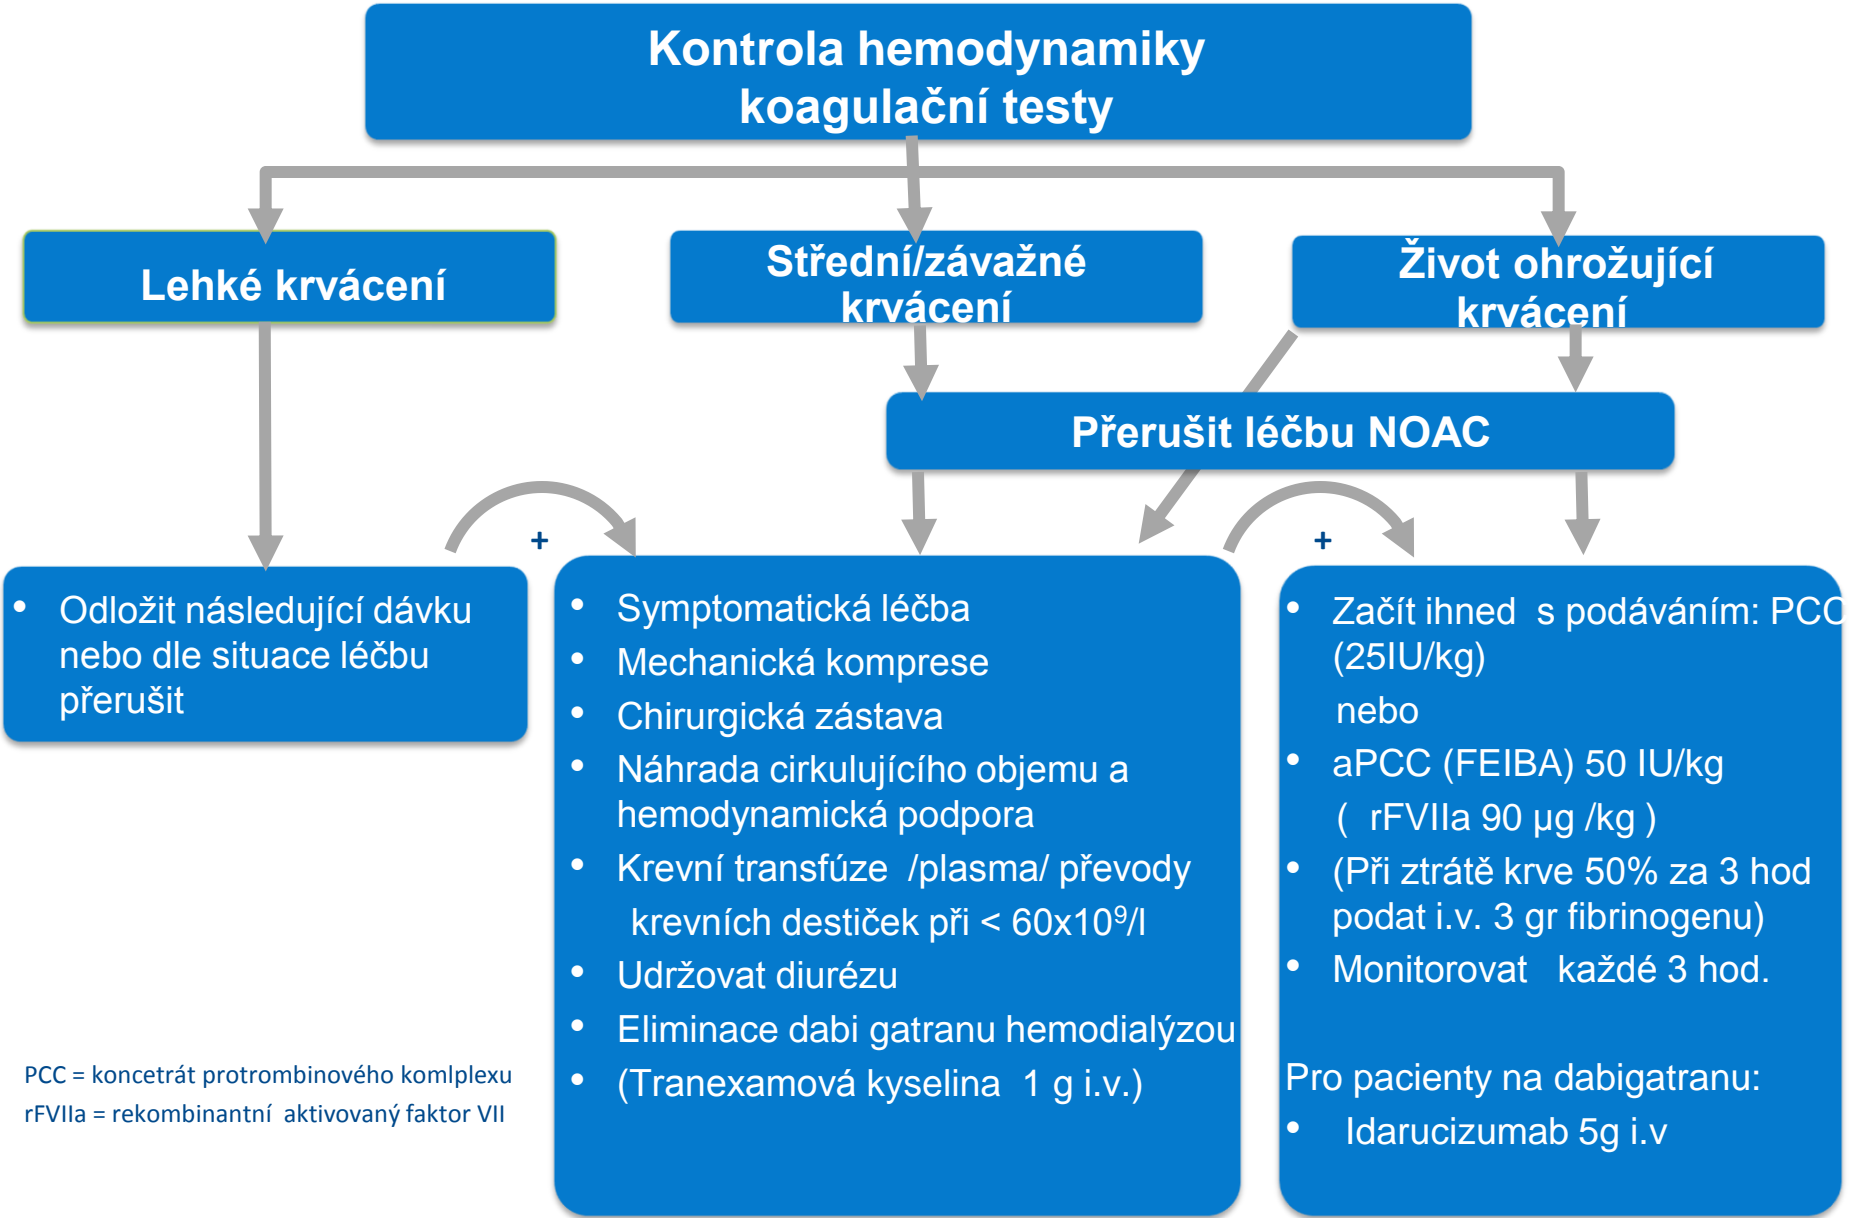 Kontrola hemodynamiky
koagulační testy
Lehké krvácení
Střední/závažné
krvácení
Život ohrožující
krvácení
Přerušit léčbu NOAC
+
+
• Odložit následující dávku
nebo dle situace léčbu
přerušit
• Symptomatická léčba
• Mechanická komprese
• Chirurgická zástava
• Náhrada cirkulujícího objemu a
hemodynamická podpora
• Krevní transfúze /plasma/ převody
krevních destiček při < 60x10⁹/l
• Udržovat diurézu
• Eliminace dabi gatranu hemodialýzou
• (Tranexamová kyselina 1 g i.v.)
• Začít ihned s podáváním: PCC
(25IU/kg)
nebo
• aPCC (FEIBA) 50 IU/kg
( rFVIIa 90 µg /kg )
• (Při ztrátě krve 50% za 3 hod
podat i.v. 3 gr fibrinogenu)
• Monitorovat každé 3 hod.
Pro pacienty na dabigatranu:
• Idarucizumab 5g i.v
PCC = koncetrát protrombinového komlplexu
rFVIIa = rekombinantní aktivovaný faktor VII